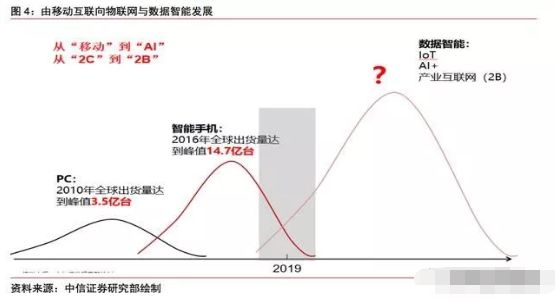 图 4：由移动互联向物联网与数据智能发展
从“移动”到“AI”
从“2C”到“2B”
数据智能：
IoT
AI+
产业互联网（2B）
?
智能手机：
2016年全球出货量达
到峰值14.7亿台
PC:
2010年全球出货量达
到峰值3.5亿台
2019
资料来源：中信证券研究部绘制